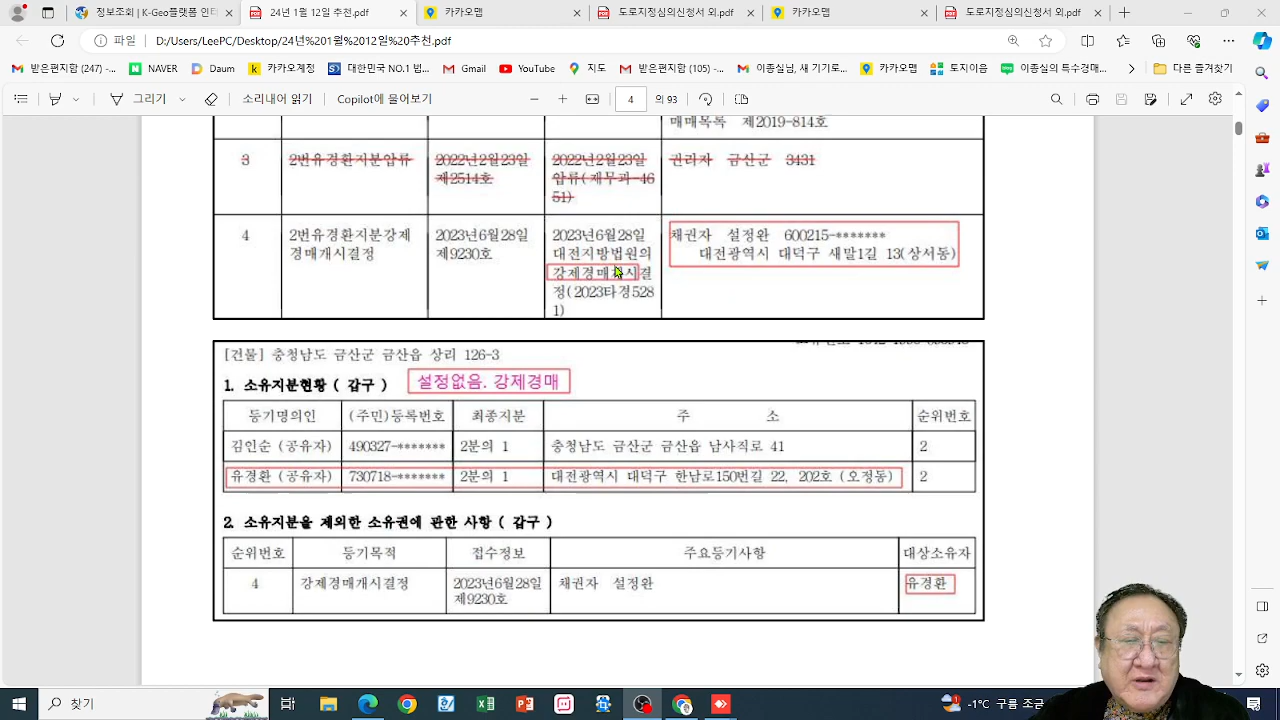 정보조회 | K-Geo플랫폼 인터
24년 1월 12일 추천.pdf
카카오맵
도로지정심의신청서 외.pdf
카카오맵
도로지정심의신청서 외.pdf
파일
D:/Users/LeePC/Desktop/24년%201월%2012일%20추천.pdf
받은편지함 (247) -...
NAVER
Daum
카카오계정
대한민국 NO.1 법...
Gmail
YouTube
지도
받은편지함 (105) -...
이종실님, 새 기기로...
카카오맵
토지이음
이종실의 특수경매...
다른 즐겨찾기
그리기
소리내어 읽기
Copilot에 물어보기
4
의 93
매매목록 제2019-814호
3
2번유경환지분압류
2022년2월23일
제2514호
2022년2월23일
압류(재무과-46
51)
권리자 금산군 3431
4
2번유경환지분강제
경매개시결정
2023년6월28일
제9230호
2023년6월28일
대전지방법원의
강제경매개시결
정(2023타경528
1)
채권자 설정완 600215-*******
대전광역시 대덕구 새말1길 13(상서동)
[건물] 충청남도 금산군 금산읍 상리 126-3
1. 소유지분현황 ( 갑구 )
설정없음. 강제경매
등기명의인
(주민)등록번호
최종지분
주 소
순위번호
김인순 (공유자)
490327-*******
2분의 1
충청남도 금산군 금산읍 남사직로 41
2
유경환 (공유자)
730718-*******
2분의 1
대전광역시 대덕구 한남로150번길 22, 202호 (오정동)
2
2. 소유지분을 제외한 소유권에 관한 사항 ( 갑구 )
순위번호
등기목적
접수정보
주요등기사항
대상소유자
4
강제경매개시결정
2023년6월28일
제9230호
채권자 설정완
유경환
찾기
-1°C 구름 조